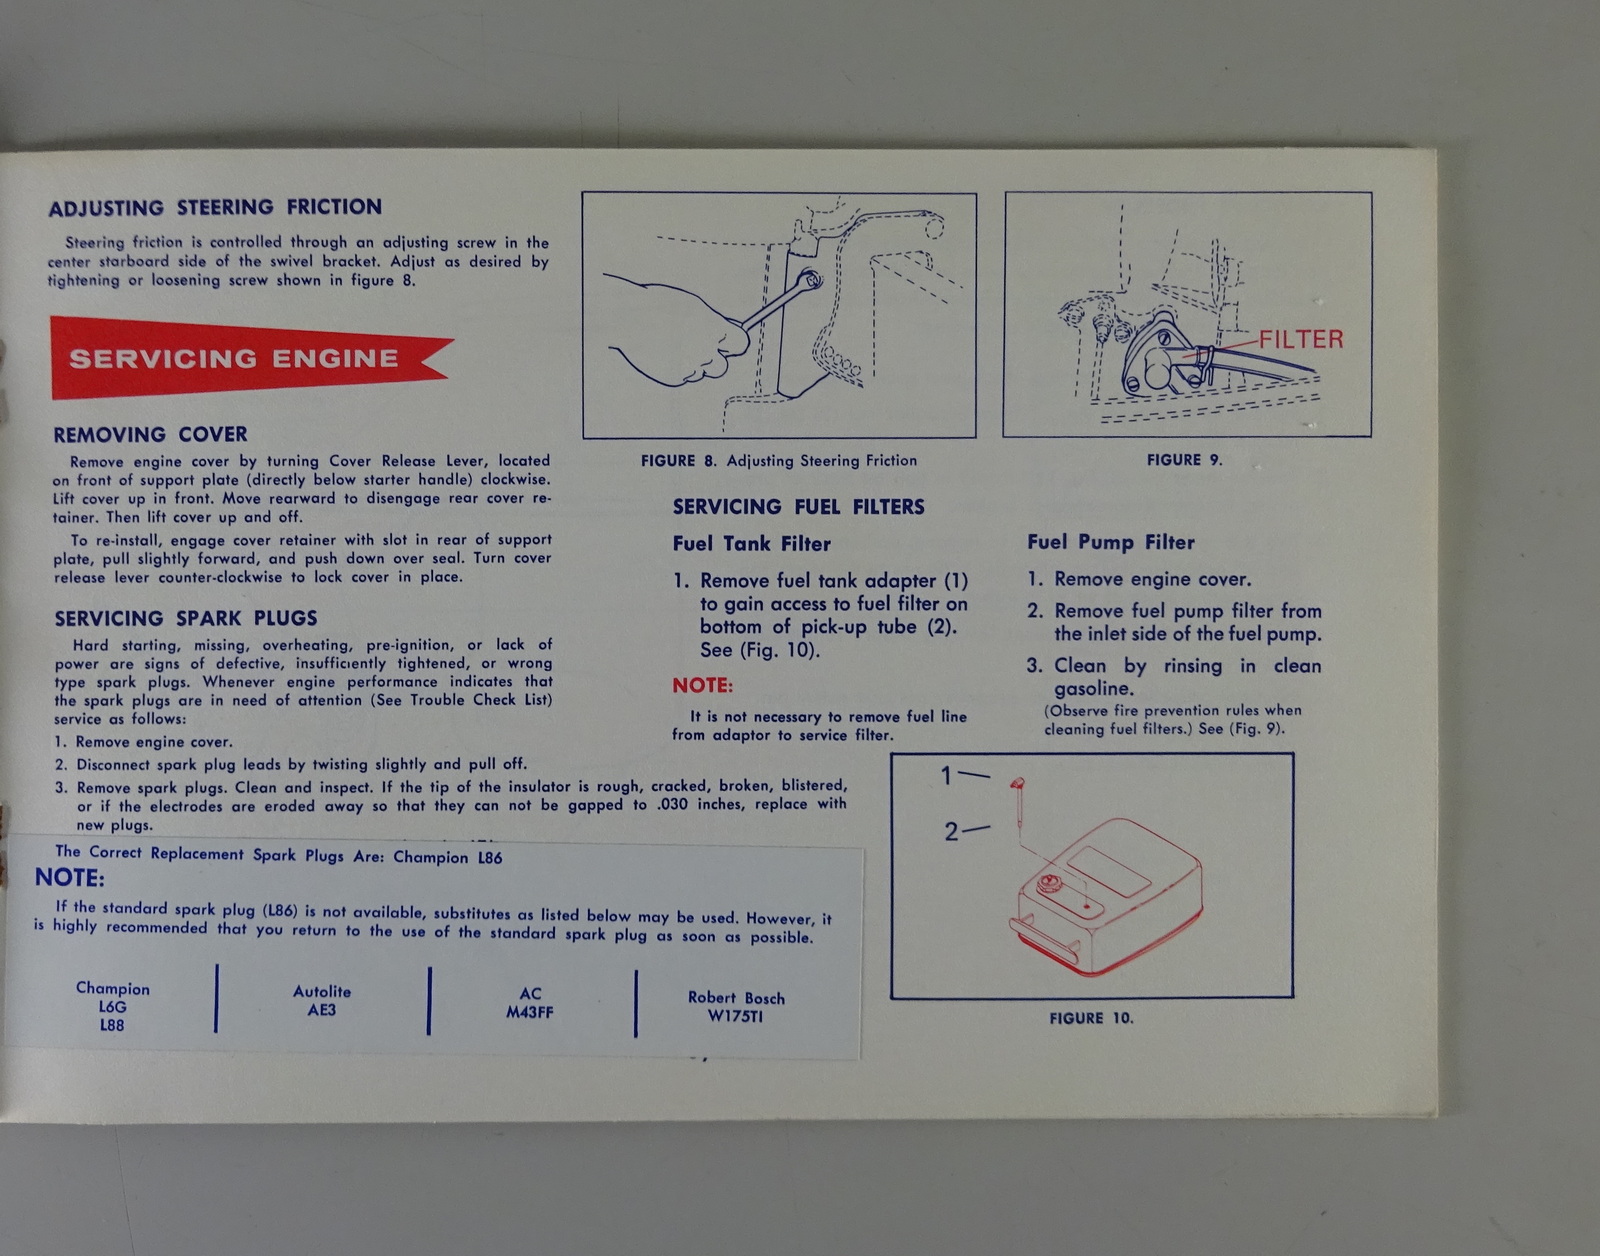 ADJUSTING STEERING FRICTION
Steering friction is controlled through an adjusting screw in the
center starboard side of the swivel bracket. Adjust as desired by
tightening or loosening screw shown in figure 8.
SERVICING ENGINE
REMOVING COVER
Remove engine cover by turning Cover Release Lever, located
on front of support plate (directly below starter handle) clockwise.
Lift cover up in front. Move rearward to disengage rear cover re-
tainer. Then lift cover up and off.
To re-install, engage cover retainer with slot in rear of support
plate, pull slightly forward, and push down over seal. Turn cover
release lever counter-clockwise to lock cover in place.
SERVICING SPARK PLUGS
Hard starting, missing, overheating, pre-ignition, or lack of
power are signs of defective, insufficiently tightened, or wrong
type spark plugs. Whenever engine performance indicates that
the spark plugs are in need of attention (See Trouble Check List)
service as follows:
1. Remove engine cover.
2. Disconnect spark plug leads by twisting slightly and pull off.
3. Remove spark plugs. Clean and inspect. If the tip of the insulator is rough, cracked, broken, blistered,
or if the electrodes are eroded away so that they can not be gapped to .030 inches, replace with
new plugs.
The Correct Replacement Spark Plugs Are: Champion L86
NOTE:
If the standard spark plug (L86) is not available, substitutes as listed below may be used. However, it
is highly recommended that you return to the use of the standard spark plug as soon as possible.
Champion
L6G
L88
Autolite
AE3
AC
M43FF
Robert Bosch
W175TI
FIGURE 8. Adjusting Steering Friction
FILTER
FIGURE 9.
SERVICING FUEL FILTERS
Fuel Tank Filter
1. Remove fuel tank adapter (1)
to gain access to fuel filter on
bottom of pick-up tube (2).
See (Fig. 10).
NOTE:
It is not necessary to remove fuel line
from adaptor to service filter.
Fuel Pump Filter
1. Remove engine cover.
2. Remove fuel pump filter from
the inlet side of the fuel pump.
3. Clean by rinsing in clean
gasoline.
(Observe fire prevention rules when
cleaning fuel filters.) See (Fig. 9).
1
2
FIGURE 10.